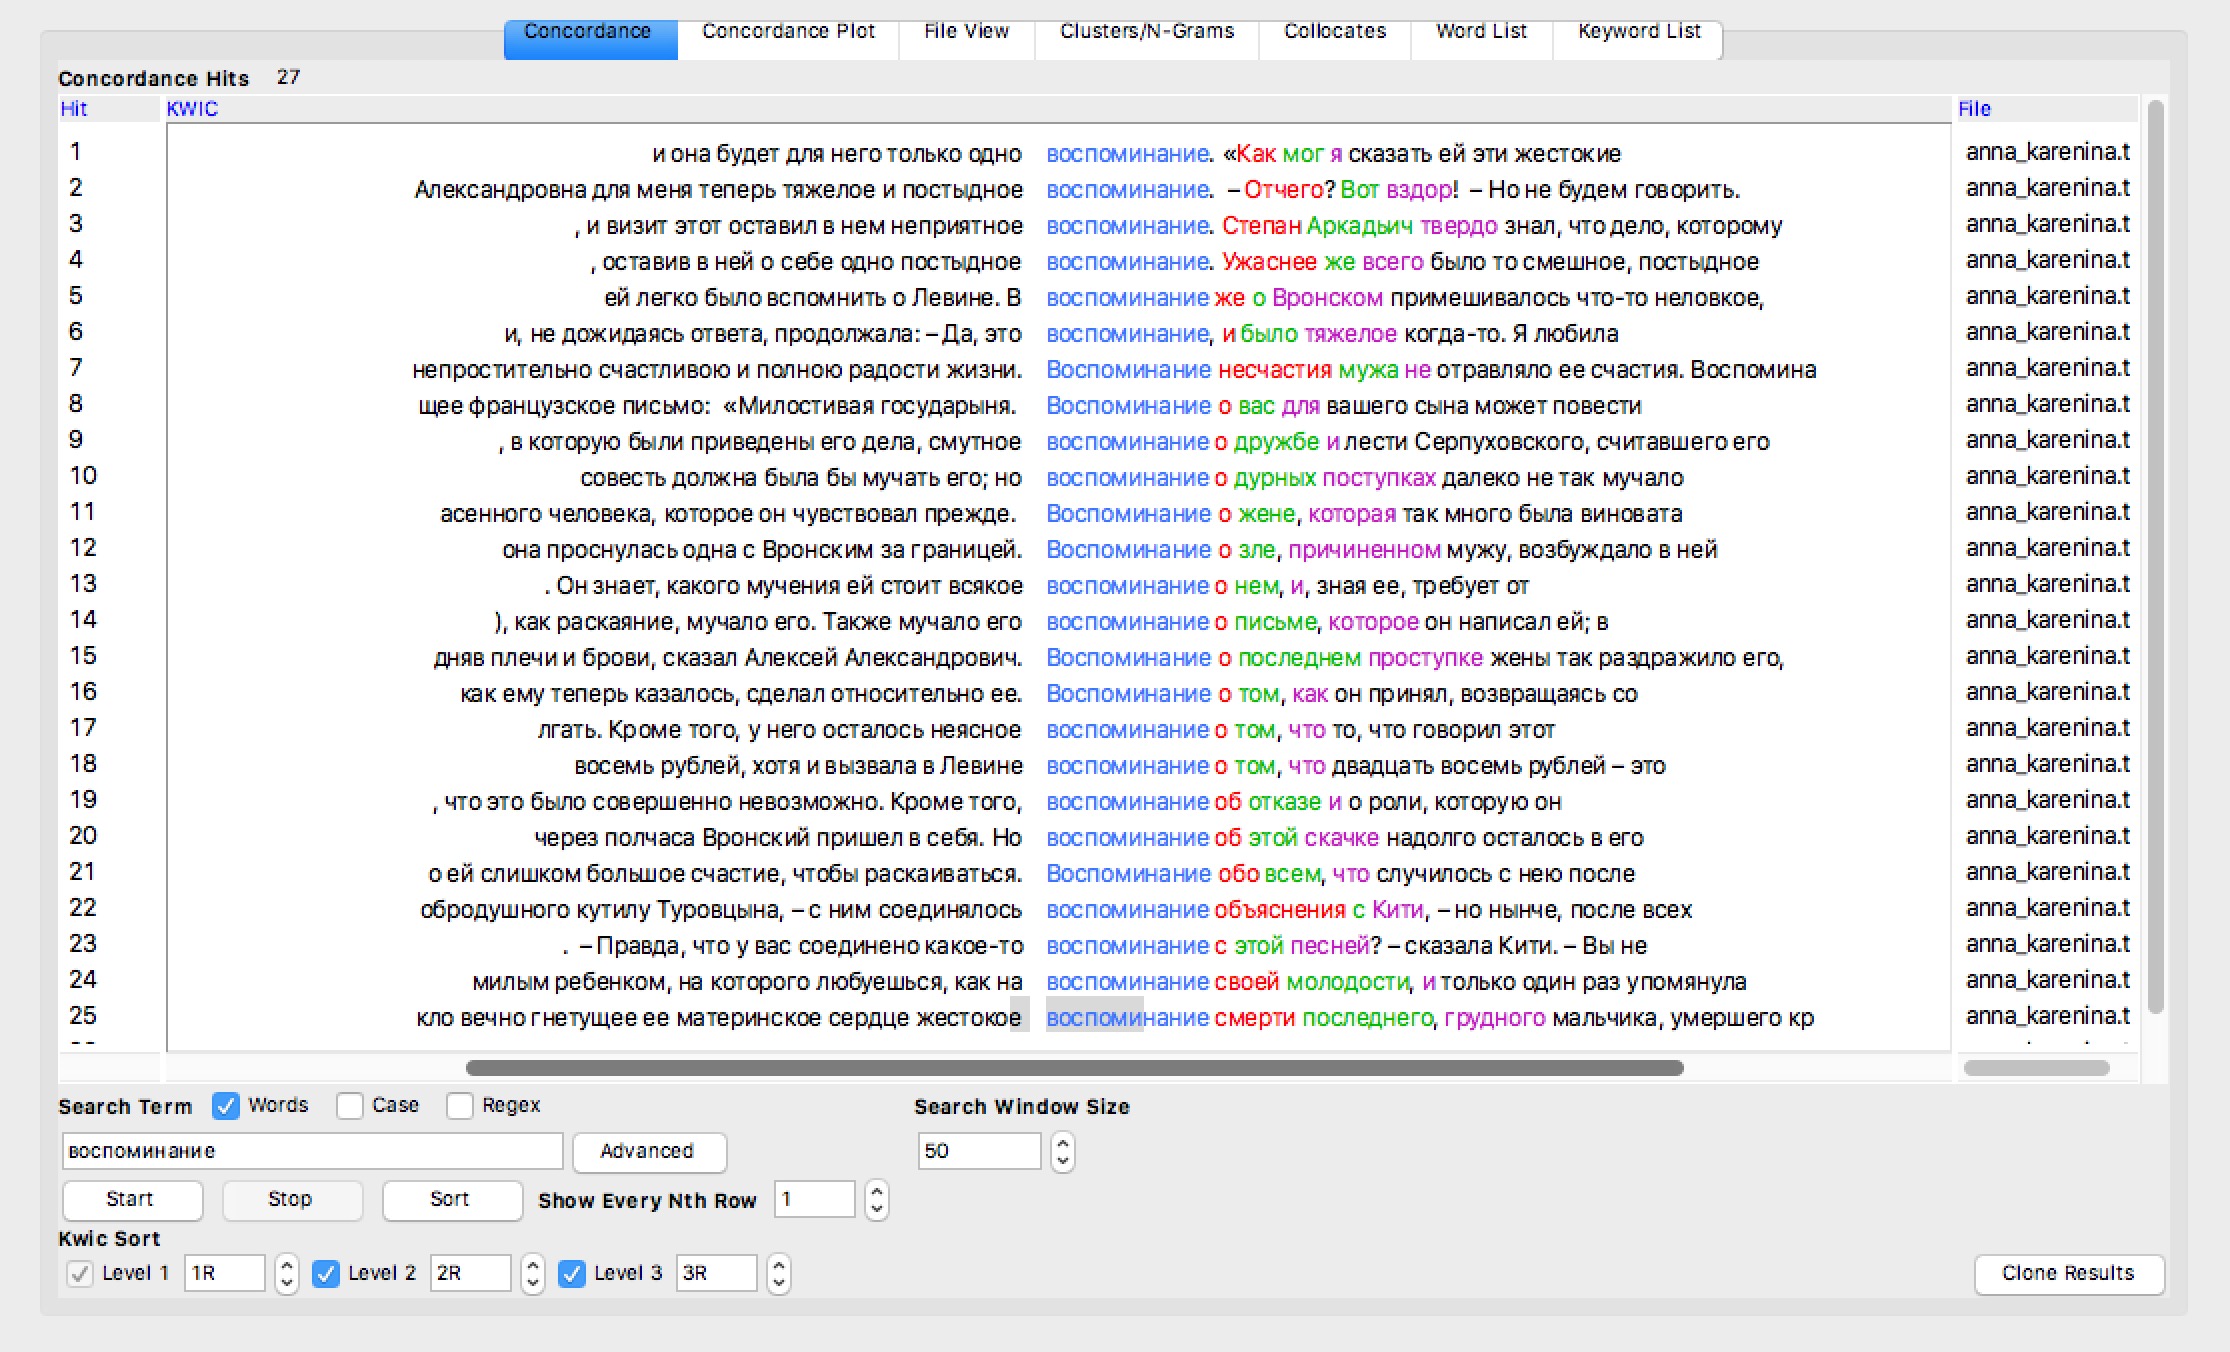 Concordance Concordance Plot File View Clusters/N-Grams Collocates Word List Keyword List
Concordance Hits 27
Hit KWIC File
1 и она будет для него только одно воспоминание. «Как мог я сказать ей эти жестокие anna_karenina.t
2 Александровна для меня теперь тяжелое и постыдное воспоминание. – Отчего? Вот вздор! – Но не будем говорить. anna_karenina.t
3 , и визит этот оставил в нем неприятное воспоминание. Степан Аркадьич твердо знал, что дело, которому anna_karenina.t
4 , оставив в ней о себе одно постыдное воспоминание. Ужаснее же всего было то смешное, постыдное anna_karenina.t
5 ей легко было вспомнить о Левине. В воспоминание же о Вронском примешивалось что-то неловкое, anna_karenina.t
6 и, не дожидаясь ответа, продолжала: – Да, это воспоминание, и было тяжелое когда-то. Я любила anna_karenina.t
7 непростительно счастливою и полною радости жизни. Воспоминание несчастия мужа не отравляло ее счастия. Воспомина anna_karenina.t
8 щее французское письмо: «Милостивая государыня. Воспоминание о вас для вашего сына может повести anna_karenina.t
9 , в которую были приведены его дела, смутное воспоминание о дружбе и лести Серпуховского, считавшего его anna_karenina.t
10 совесть должна была бы мучать его; но воспоминание о дурных поступках далеко не так мучало anna_karenina.t
11 асенного человека, которое он чувствовал прежде. Воспоминание о жене, которая так много была виновата anna_karenina.t
12 она проснулась одна с Вронским за границей. Воспоминание о зле, причиненном мужу, возбуждало в ней anna_karenina.t
13 . Он знает, какого мучения ей стоит всякое воспоминание о нем, и, зная ее, требует от anna_karenina.t
14 ), как раскаяние, мучало его. Также мучало его воспоминание о письме, которое он написал ей; в anna_karenina.t
15 дняв плечи и брови, сказал Алексей Александрович. Воспоминание о последнем проступке жены так раздражило его, anna_karenina.t
16 как ему теперь казалось, сделал относительно ее. Воспоминание о том, как он принял, возвращаясь со anna_karenina.t
17 лгать. Кроме того, у него осталось неясное воспоминание о том, что то, что говорил этот anna_karenina.t
18 восемь рублей, хотя и вызвала в Левине воспоминание о том, что двадцать восемь рублей – это anna_karenina.t
19 , что это было совершенно невозможно. Кроме того, воспоминание об отказе и о роли, которую он anna_karenina.t
20 через полчаса Вронский пришел в себя. Но воспоминание об этой скачке надолго осталось в его anna_karenina.t
21 о ей слишком большое счастие, чтобы раскаиваться. Воспоминание обо всем, что случилось с нею после anna_karenina.t
22 обродушного кутилу Туровцына, – с ним соединялось воспоминание объяснения с Кити, – но нынче, после всех anna_karenina.t
23 . – Правда, что у вас соединено какое-то воспоминание с этой песней? – сказала Кити. – Вы не anna_karenina.t
24 милым ребенком, на которого любуешься, как на воспоминание своей молодости, и только один раз упомянула anna_karenina.t
25 кло вечно гнетущее ее материнское сердце жестокое воспоминание смерти последнего, грудного мальчика, умершего кр anna_karenina.t
Search Term Words Case Regex Search Window Size
воспоминание Advanced 50
Start Stop Sort Show Every Nth Row 1
Kwic Sort
Level 1 1R Level 2 2R Level 3 3R Clone Results